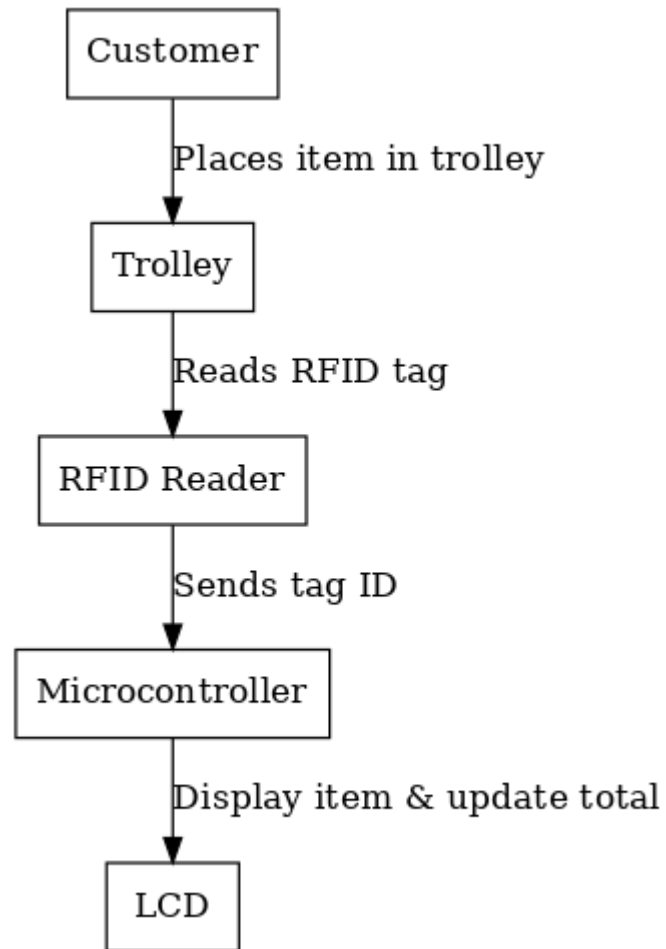 Customer
Places item in trolley
Trolley
Reads RFID tag
RFID Reader
Sends tag ID
Microcontroller
Display item & update total
LCD